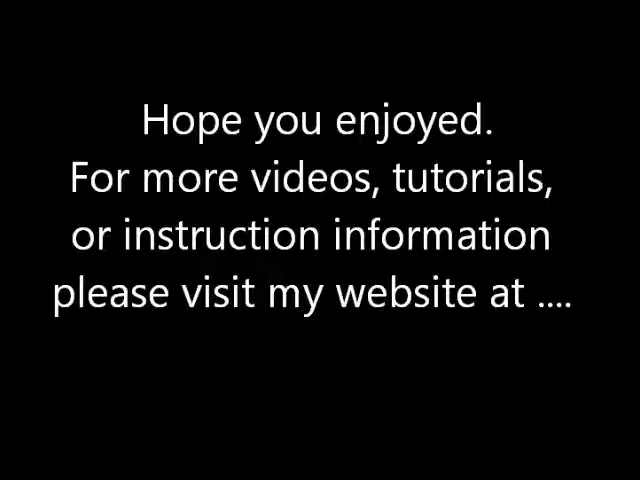 Hope you enjoyed.
For more videos, tutorials,
or instruction information
please visit my website at ....